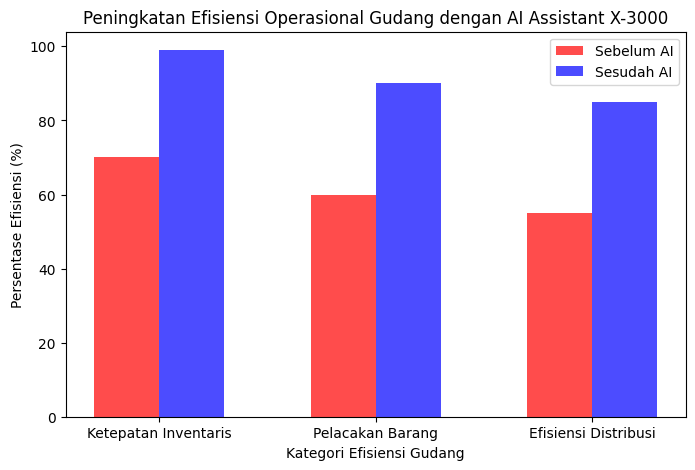 Peningkatan Efisiensi Operasional Gudang dengan AI Assistant X-3000
Sebelum AI
Sesudah AI
Persentase Efisiensi (%)
100
80
60
40
20
0
Ketepatan Inventaris
Pelacakan Barang
Efisiensi Distribusi
Kategori Efisiensi Gudang